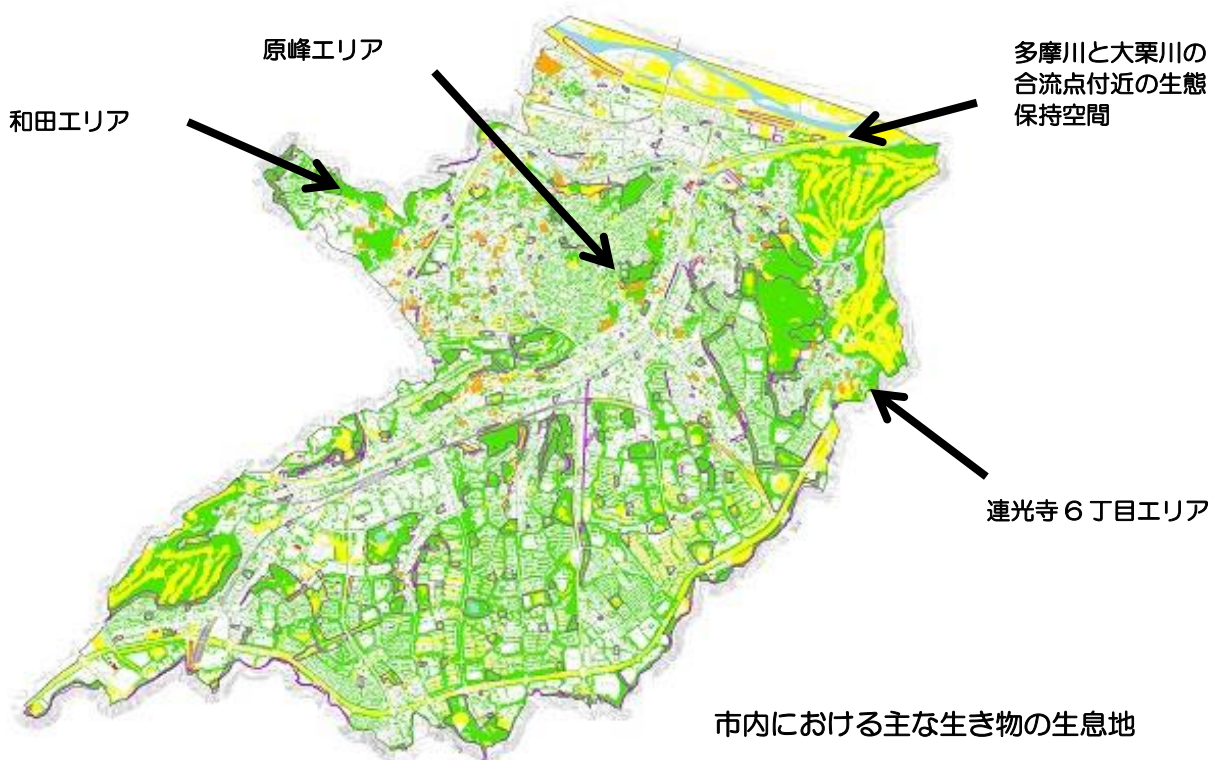 原峰エリア
多摩川と大栗川の
合流点付近の生態
保持空間
和田エリア
連光寺6丁目エリア
市内における主な生き物の生息地